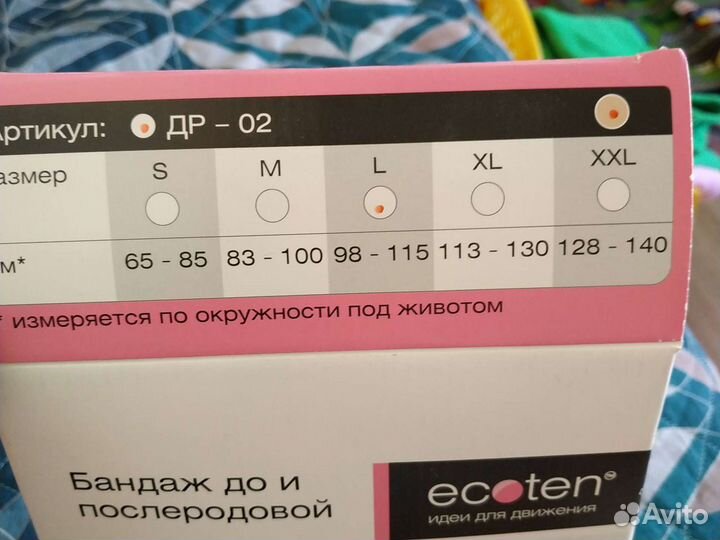 Артикул: ДР - 02
азмер S M L XL XXL
м* 65 - 85 83 - 100 98 - 115 113 - 130 128 - 140
* измеряется по окружности под животом
Бандаж до и
послеродовой
ecoten
идеи для движения
Avito